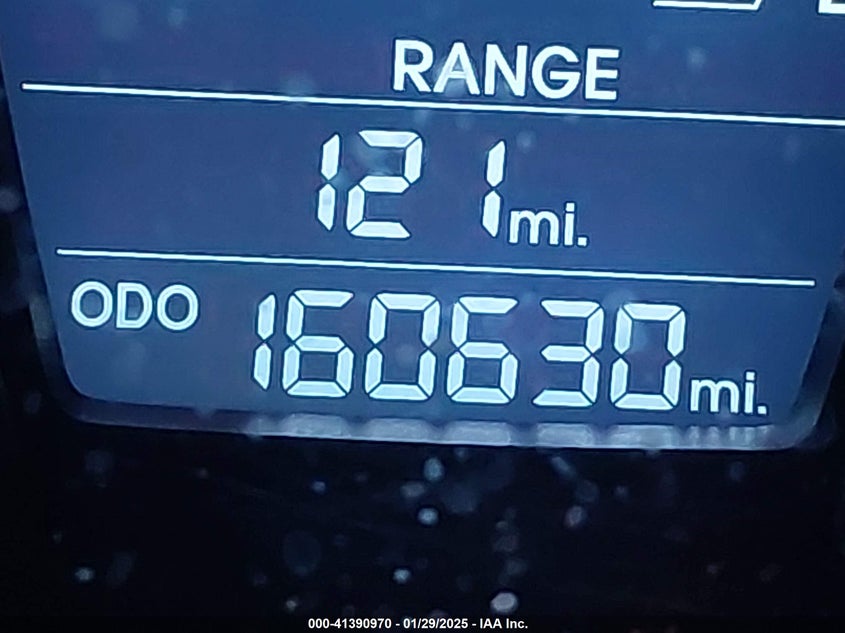 RANGE
121 mi.
ODO 160630 mi.
000-41390970 - 01/29/2025 - IAA Inc.